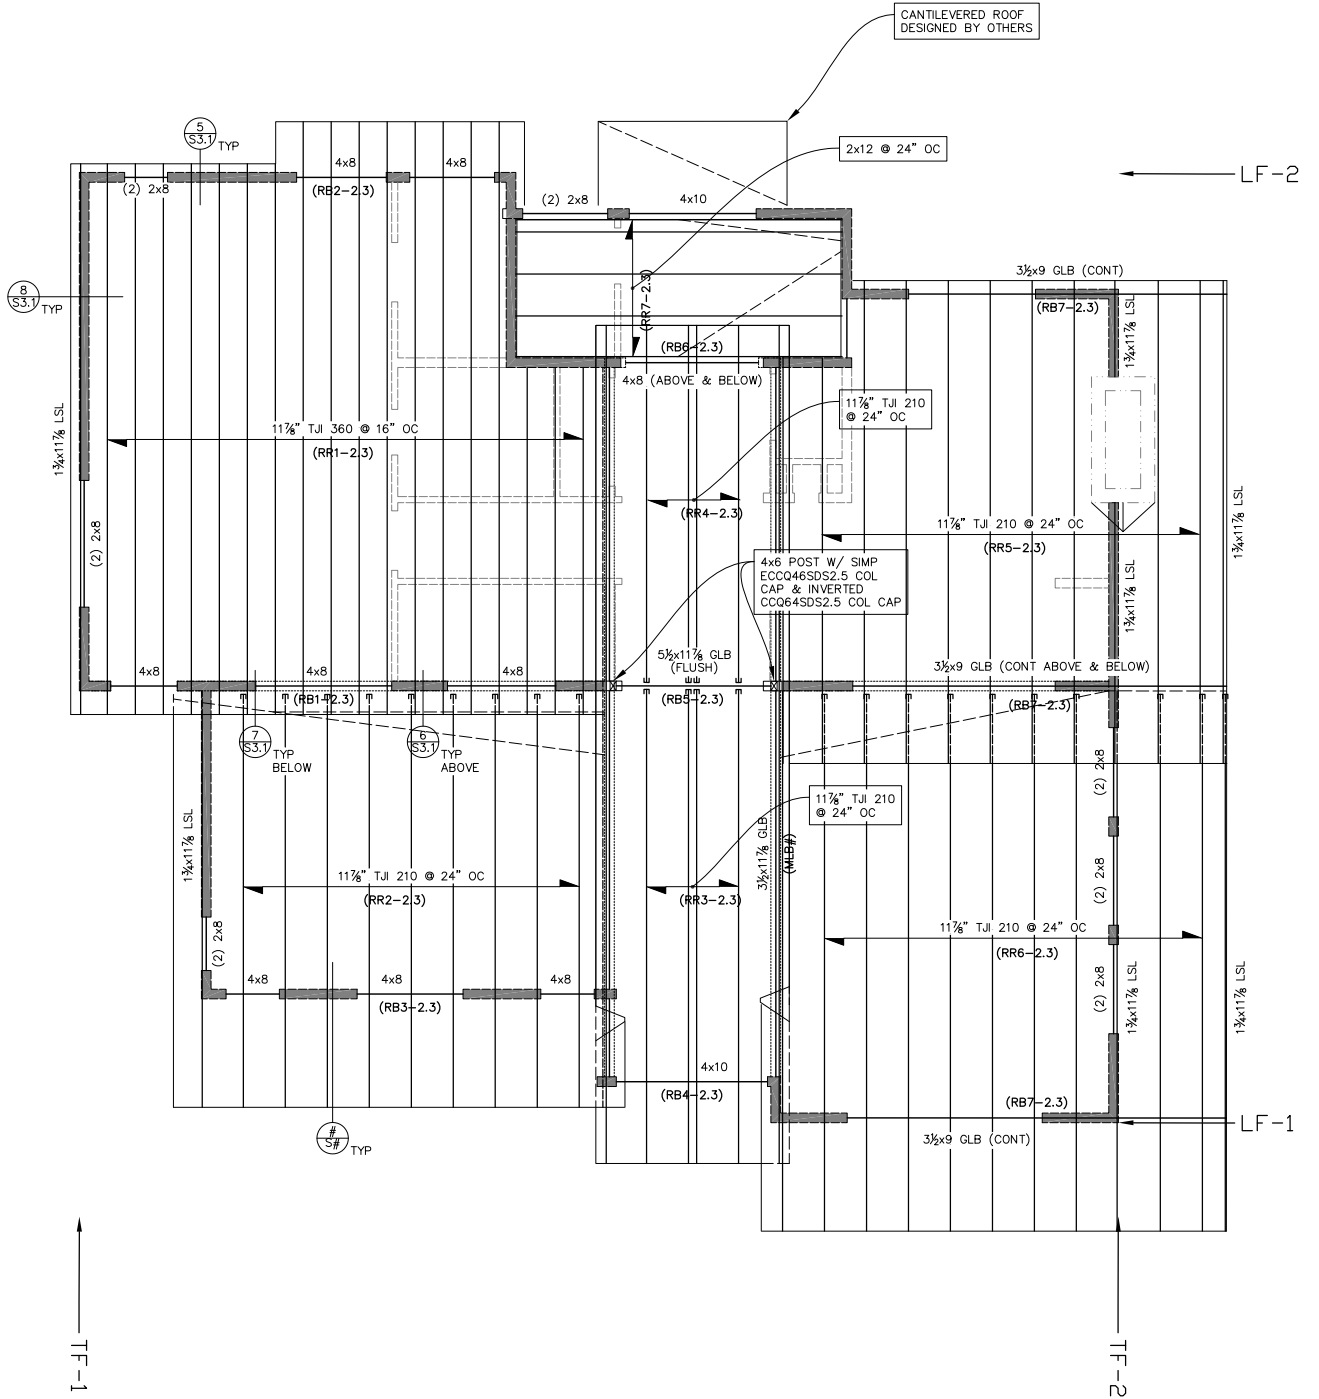 CANTILEVERED ROOF
DESIGNED BY OTHERS
5
S3.1
TYP
2x12 @ 24" OC
LF-2
4x8
4x8
(2) 2x8
(RB2-2.3)
(2) 2x8
4x10
8
S3.1
TYP
3½x9 GLB (CONT)
(RB7-2.3)
(RR7-2.3)
1¾x11⅞ LSL
(RB6-2.3)
4x8 (ABOVE & BELOW)
11⅞" TJI 210
@ 24" OC
1¾x11⅞ LSL
11⅞" TJI 360 @ 16" OC
(RR1-2.3)
(RR4-2.3)
11⅞" TJI 210 @ 24" OC
(RR5-2.3)
1¾x11⅞ LSL
(2) 2x8
4x6 POST W/ SIMP
ECCQ46SDS2.5 COL
CAP & INVERTED
CCQ64SDS2.5 COL CAP
1¾x11⅞ LSL
4x8
4x8
4x8
5½x11⅞ GLB
(FLUSH)
3½x9 GLB (CONT ABOVE & BELOW)
(RB1-2.3)
(RB5-2.3)
(RB7-2.3)
7
S3.1
TYP
BELOW
6
S3.1
TYP
ABOVE
(2) 2x8
11⅞" TJI 210
@ 24" OC
1¾x11⅞ LSL
3½x11⅞ GLB
(MLB#)
11⅞" TJI 210 @ 24" OC
(RR2-2.3)
(RR3-2.3)
(2) 2x8
11⅞" TJI 210 @ 24" OC
(RR6-2.3)
(2) 2x8
4x8
4x8
4x8
(RB3-2.3)
(2) 2x8
1¾x11⅞ LSL
1¾x11⅞ LSL
4x10
(RB4-2.3)
(RB7-2.3)
LF-1
#
S#
TYP
3½x9 GLB (CONT)
TF-1
TF-2